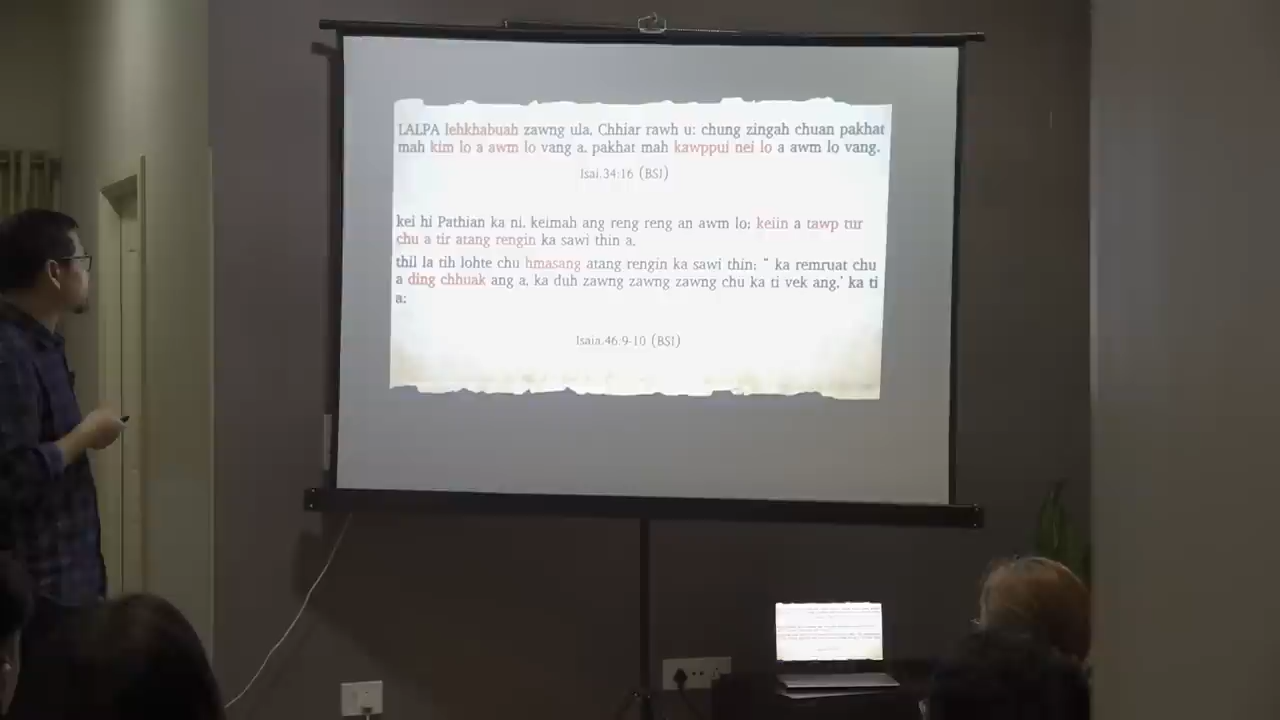 LALPA lehkhabuah zawng ula, Chhiar rawh u: chung zingah chuan pakhat
mah kim lo a awm lo vang a, pakhat mah kawppui nei lo a awm lo vang.
Isai.34:16 (BSI)
kei hi Pathian ka ni, keimah ang reng reng an awm lo; keiin a tawp tur
chu a tir atang rengin ka sawi thin a,
thil la tih lohte chu hmasang atang rengin ka sawi thin; “ ka remruat chu
a ding chhuak ang a, ka duh zawng zawng zawng chu ka ti vek ang,’ ka ti
a:
Isaia.46:9-10 (BSI)